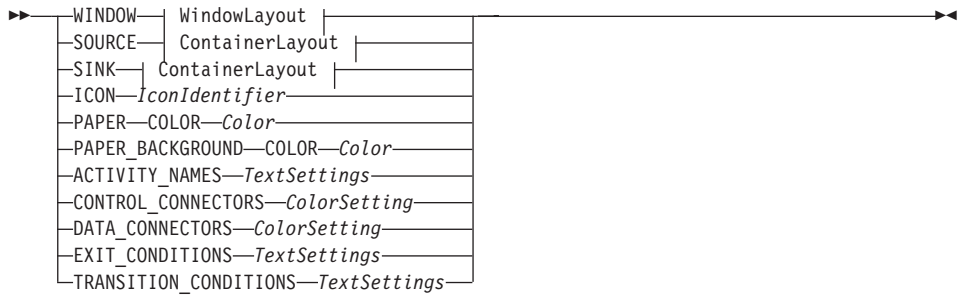 WINDOW WindowLayout
SOURCE ContainerLayout
SINK ContainerLayout
ICON IconIdentifier
PAPER COLOR Color
PAPER_BACKGROUND COLOR Color
ACTIVITY_NAMES TextSettings
CONTROL_CONNECTORS ColorSetting
DATA_CONNECTORS ColorSetting
EXIT_CONDITIONS TextSettings
TRANSITION_CONDITIONS TextSettings